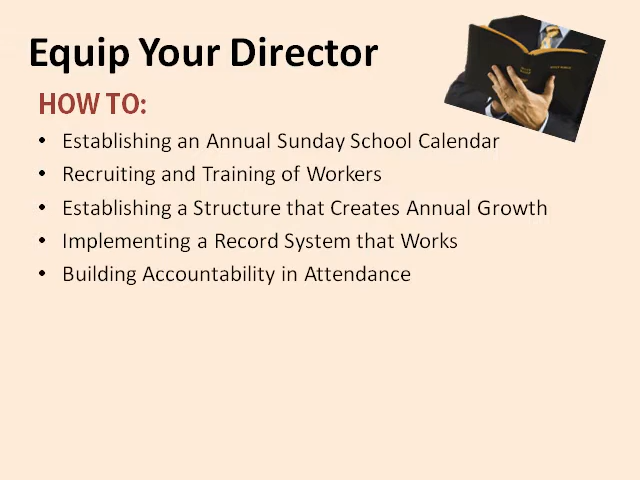 Equip Your Director
HOW TO:
• Establishing an Annual Sunday School Calendar
• Recruiting and Training of Workers
• Establishing a Structure that Creates Annual Growth
• Implementing a Record System that Works
• Building Accountability in Attendance